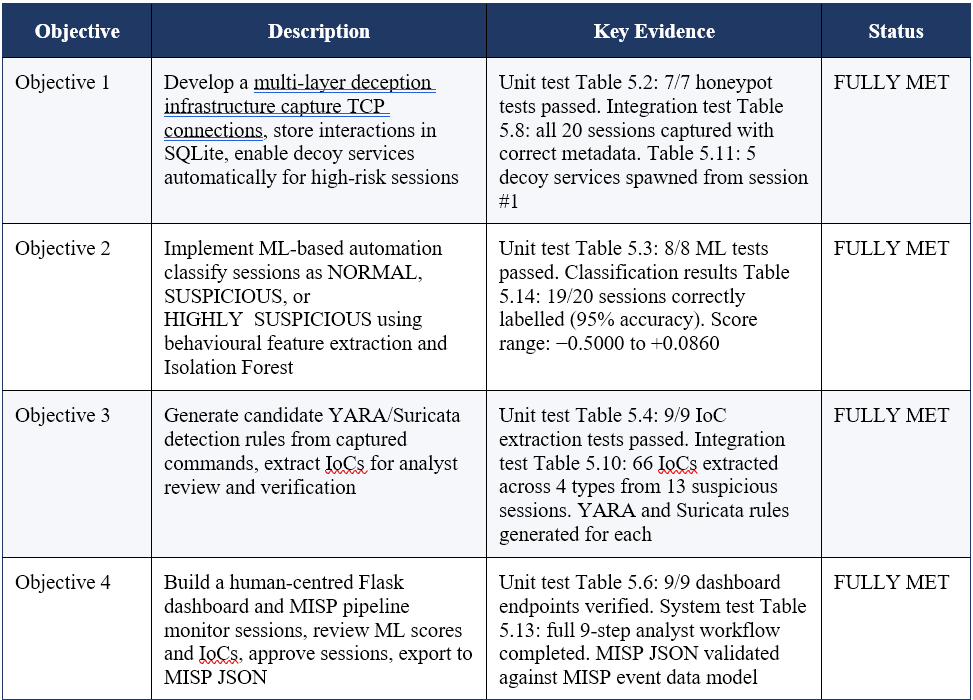 Objective Description Key Evidence Status
Objective 1
Develop a multi-layer deception
infrastructure capture TCP
connections, store interactions in
SQLite, enable decoy services
automatically for high-risk sessions
Unit test Table 5.2: 7/7 honeypot
tests passed. Integration test Table
5.8: all 20 sessions captured with
correct metadata. Table 5.11: 5
decoy services spawned from session
#1
FULLY MET
Objective 2
Implement ML-based automation
classify sessions as NORMAL,
SUSPICIOUS, or
HIGHLY  SUSPICIOUS using
behavioural feature extraction and
Isolation Forest
Unit test Table 5.3: 8/8 ML tests
passed. Classification results Table
5.14: 19/20 sessions correctly
labelled (95% accuracy). Score
range: −0.5000 to +0.0860
FULLY MET
Objective 3
Generate candidate YARA/Suricata
detection rules from captured
commands, extract IoCs for analyst
review and verification
Unit test Table 5.4: 9/9 IoC
extraction tests passed. Integration
test Table 5.10: 66 IoCs extracted
across 4 types from 13 suspicious
sessions. YARA and Suricata rules
generated for each
FULLY MET
Objective 4
Build a human-centred Flask
dashboard and MISP pipeline
monitor sessions, review ML scores
and IoCs, approve sessions, export to
MISP JSON
Unit test Table 5.6: 9/9 dashboard
endpoints verified. System test Table
5.13: full 9-step analyst workflow
completed. MISP JSON validated
against MISP event data model
FULLY MET